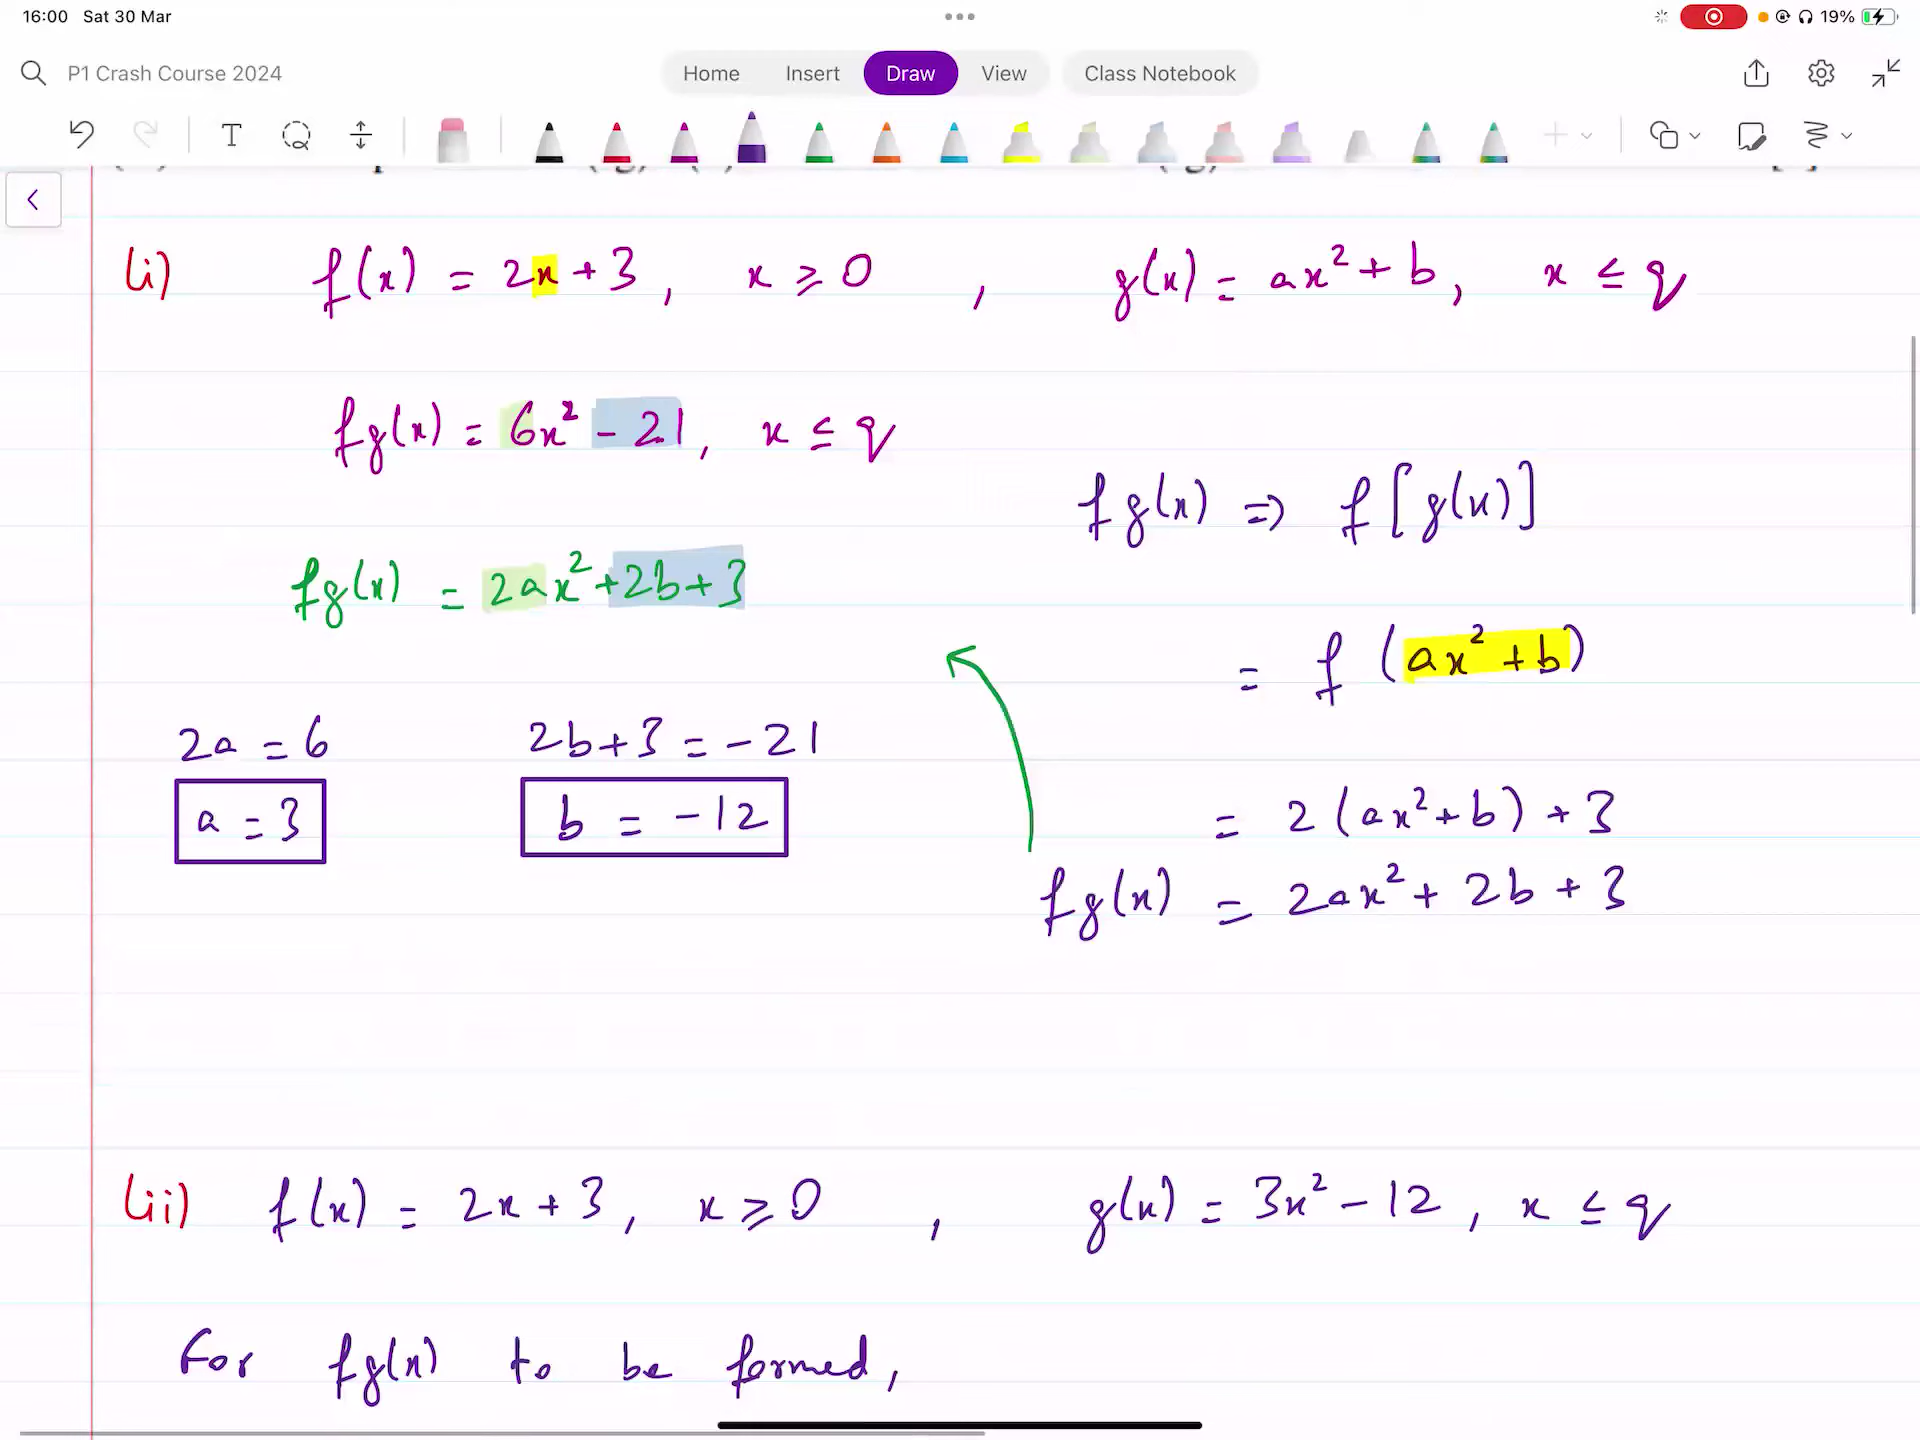 16:00 Sat 30 Mar 19%
P1 Crash Course 2024 Home Insert Draw View Class Notebook
(i) f(x) = 2x + 3, x ≥ 0 , g(x) = ax² + b, x ≤ q
fg(x) = 6x² - 21, x ≤ q
fg(x) ⇒ f[g(x)]
fg(x) = 2ax² + 2b + 3
= f(ax² + b)
2a = 6 2b + 3 = -21
a = 3 b = -12
= 2(ax² + b) + 3
fg(x) = 2ax² + 2b + 3
(ii) f(x) = 2x + 3, x ≥ 0 , g(x) = 3x² - 12, x ≤ q
For fg(x) to be formed,